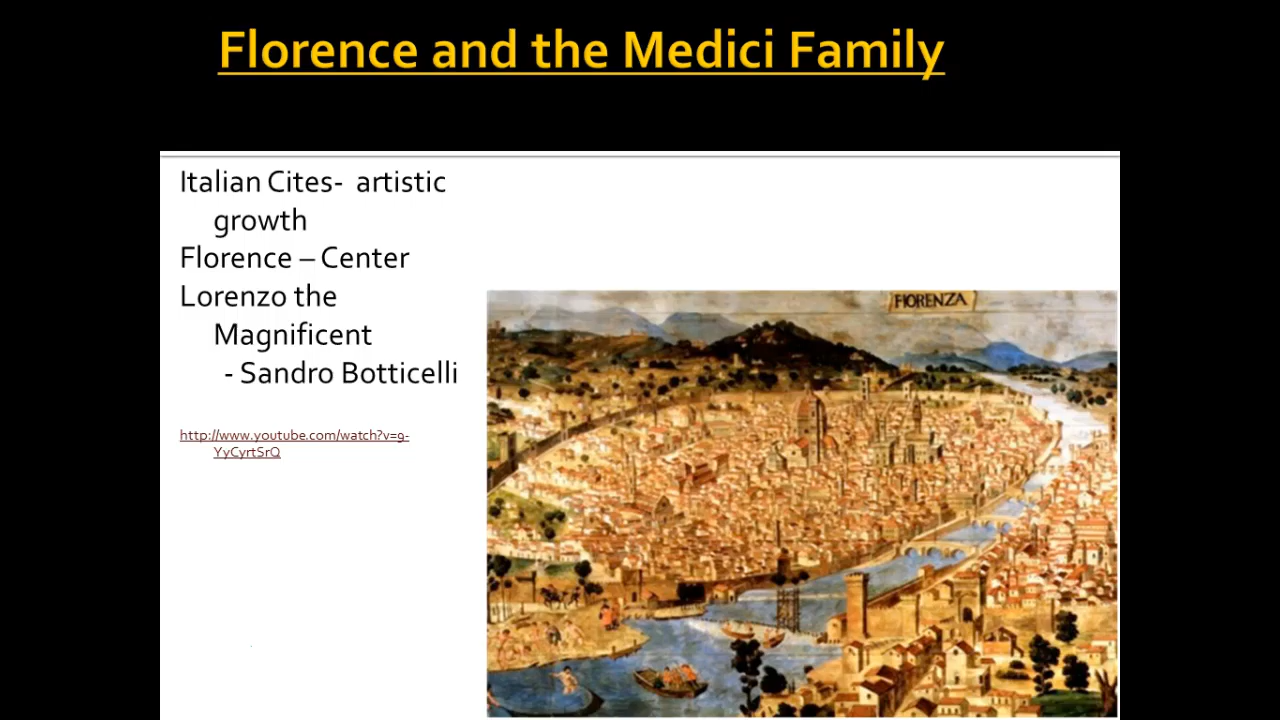 Florence and the Medici Family
Italian Cites- artistic
growth
Florence – Center
Lorenzo the
Magnificent
- Sandro Botticelli
http://www.youtube.com/watch?v=9-
YyCyrtSrQ
FIORENZA